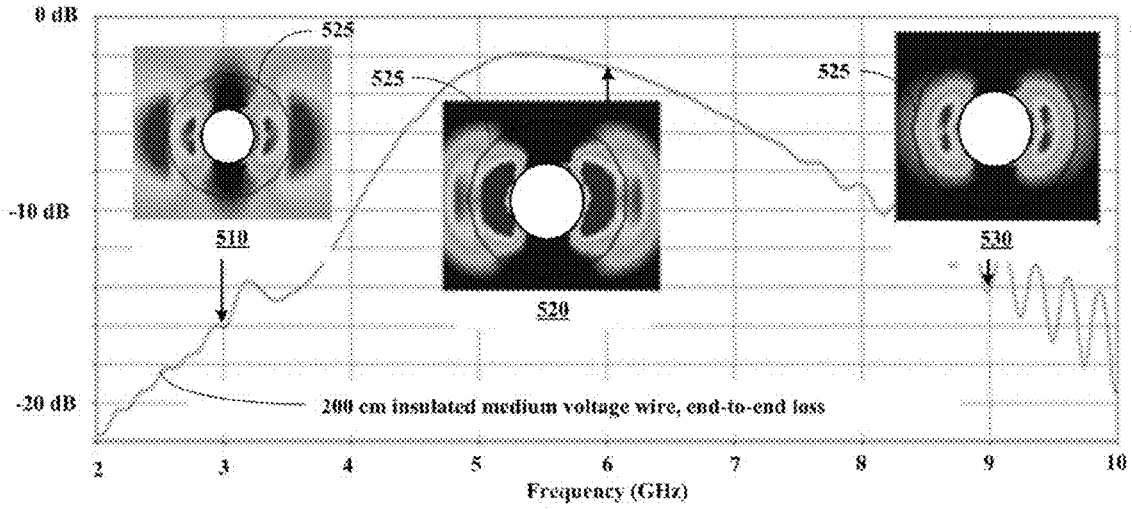 0 dB
525
525
525
-10 dB
510
520
530
-20 dB
200 cm insulated medium voltage wire, end-to-end loss
2 3 4 5 6 7 8 9 10
Frequency (GHz)